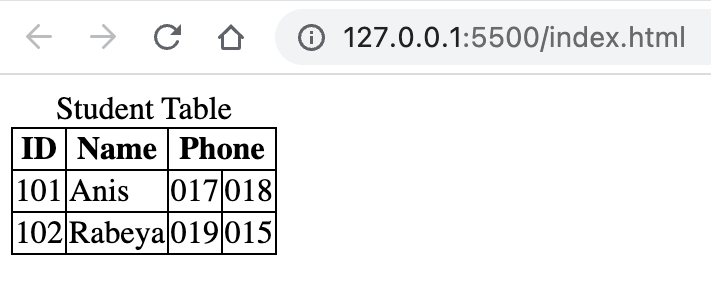 127.0.0.1:5500/index.html
Student Table
ID Name Phone
101 Anis 017 018
102 Rabeya 019 015